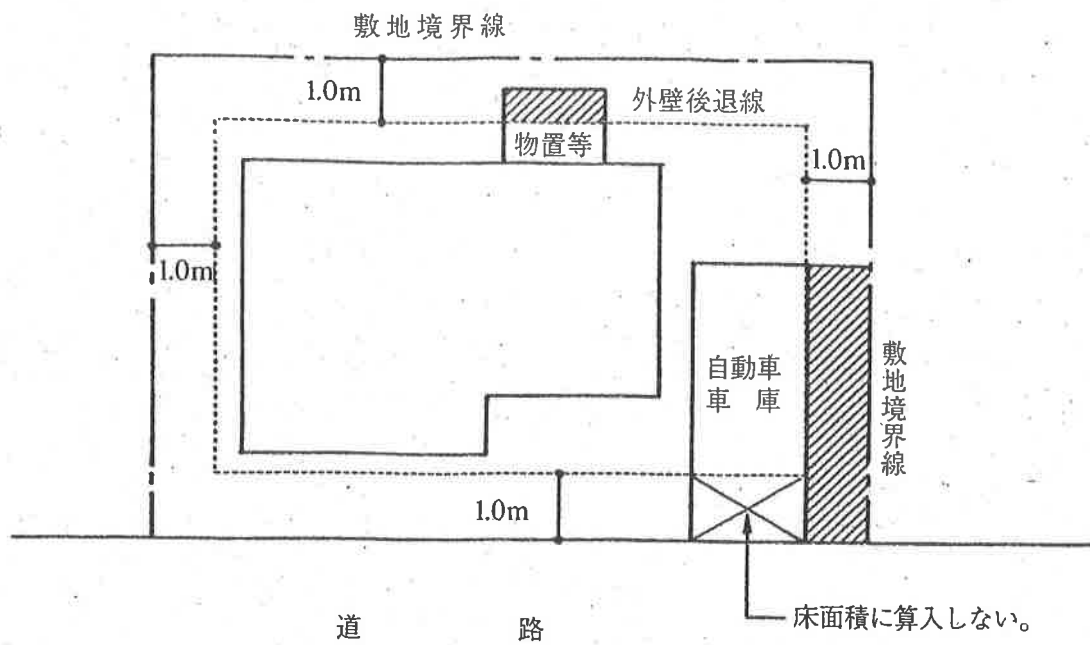 敷地境界線
1.0m
外壁後退線
物置等
1.0m
1.0m
自動車
車庫
敷地境界線
1.0m
床面積に算入しない。
道路